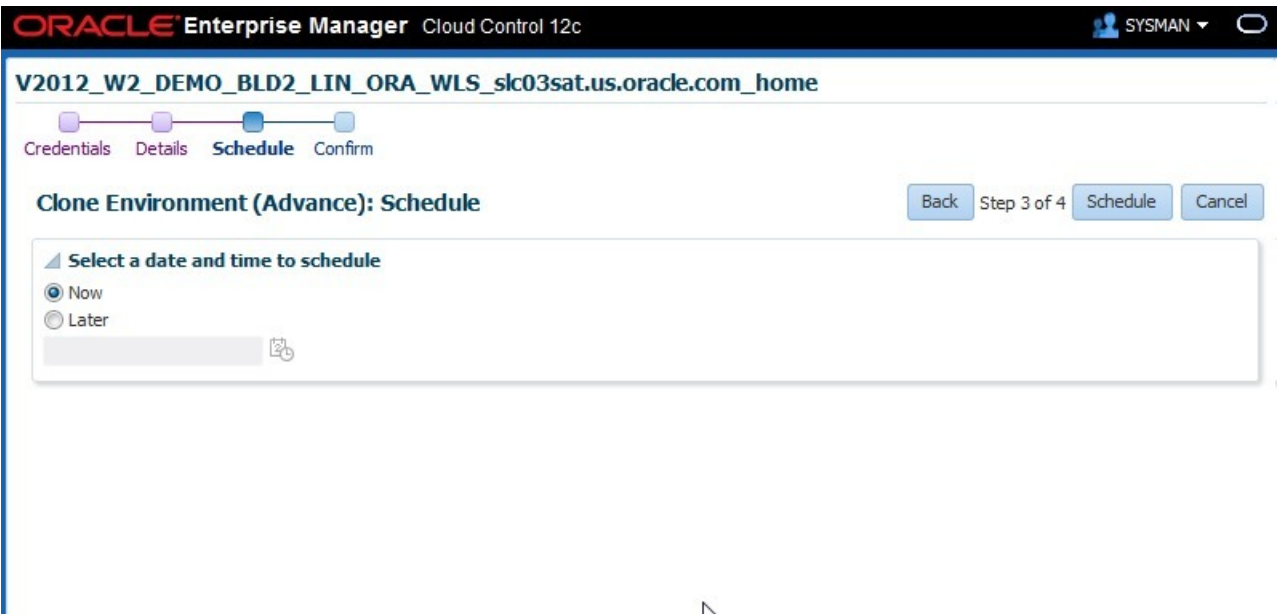 ORACLE Enterprise Manager Cloud Control 12c SYSMAN
V2012_W2_DEMO_BLD2_LIN_ORA_WLS_slc03sat.us.oracle.com_home
Credentials Details Schedule Confirm
Clone Environment (Advance): Schedule Back Step 3 of 4 Schedule Cancel
Select a date and time to schedule
Now
Later